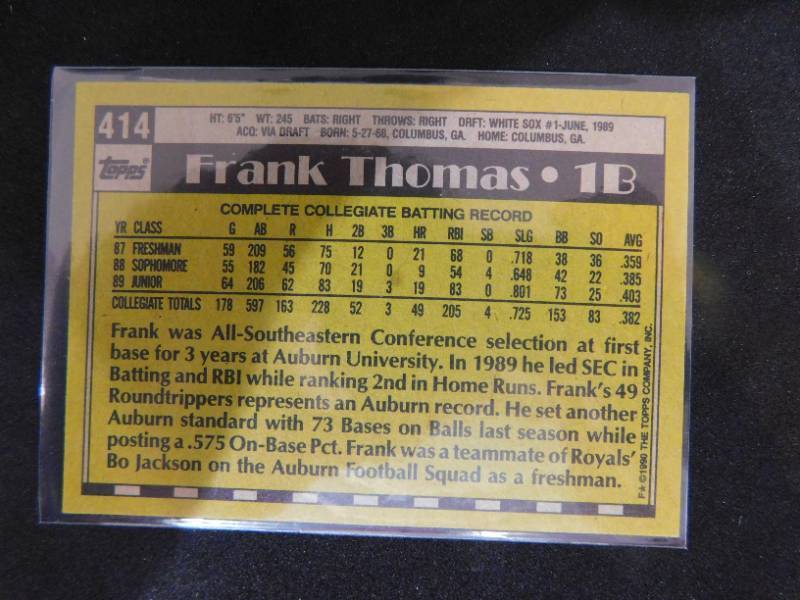 414
HT: 6'5" WT: 245 BATS: RIGHT THROWS: RIGHT DRFT: WHITE SOX #1-JUNE, 1989
ACQ: VIA DRAFT BORN: 5-27-68, COLUMBUS, GA. HOME: COLUMBUS, GA.
TOPPS®
Frank Thomas • 1B
COMPLETE COLLEGIATE BATTING RECORD
YR CLASS G AB R H 2B 3B HR RBI SB SLG BB SO AVG
87 FRESHMAN 59 209 56 75 12 0 21 68 0 .718 38 36 .359
88 SOPHOMORE 55 182 45 70 21 0 9 54 4 .648 42 22 .385
89 JUNIOR 64 206 62 83 19 3 19 83 0 .801 73 25 .403
COLLEGIATE TOTALS 178 597 163 228 52 3 49 205 4 .725 153 83 .382
Frank was All-Southeastern Conference selection at first
base for 3 years at Auburn University. In 1989 he led SEC in
Batting and RBI while ranking 2nd in Home Runs. Frank's 49
Roundtrippers represents an Auburn record. He set another
Auburn standard with 73 Bases on Balls last season while
posting a .575 On-Base Pct. Frank was a teammate of Royals'
Bo Jackson on the Auburn Football Squad as a freshman.
F★ ©1990 THE TOPPS COMPANY, INC.